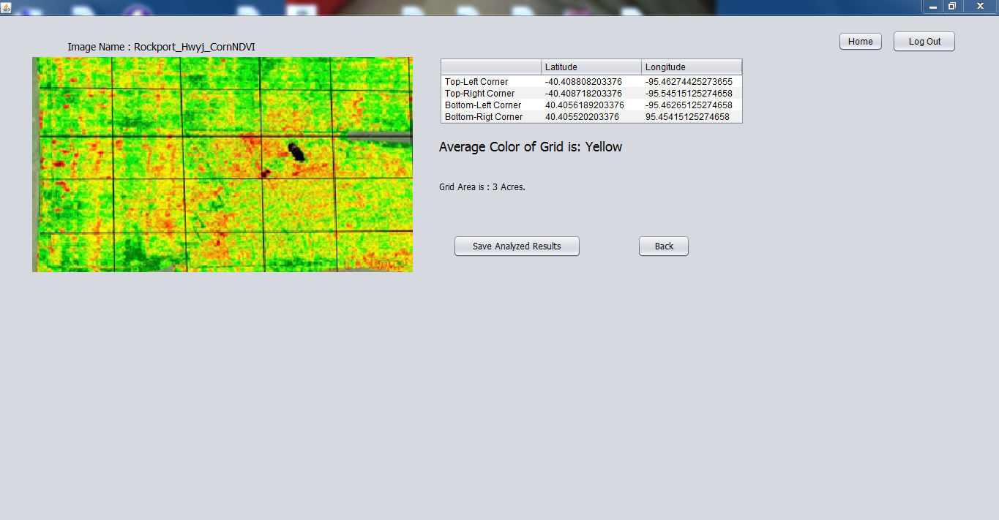 Home
Log Out
Image Name : Rockport_Hwyj_CornNDVI
Latitude Longitude
Top-Left Corner -40.408808203376 -95.46274425273655
Top-Right Corner -40.408718203376 -95.54515125274658
Bottom-Left Corner 40.4056189203376 -95.46265125274658
Bottom-Rigt Corner 40.405520203376 95.45415125274658
Average Color of Grid is: Yellow
Grid Area is : 3 Acres.
Save Analyzed Results
Back